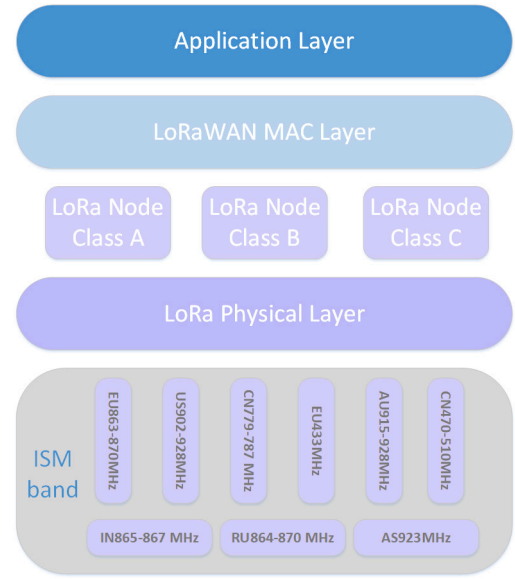 Application Layer
LoRaWAN MAC Layer
LoRa Node
Class A
LoRa Node
Class B
LoRa Node
Class C
LoRa Physical Layer
ISM
band
EU863-870MHz
US902-928MHz
CN779-787 MHz
EU433MHz
AU915-928MHz
CN470-510MHz
IN865-867 MHz
RU864-870 MHz
AS923MHz